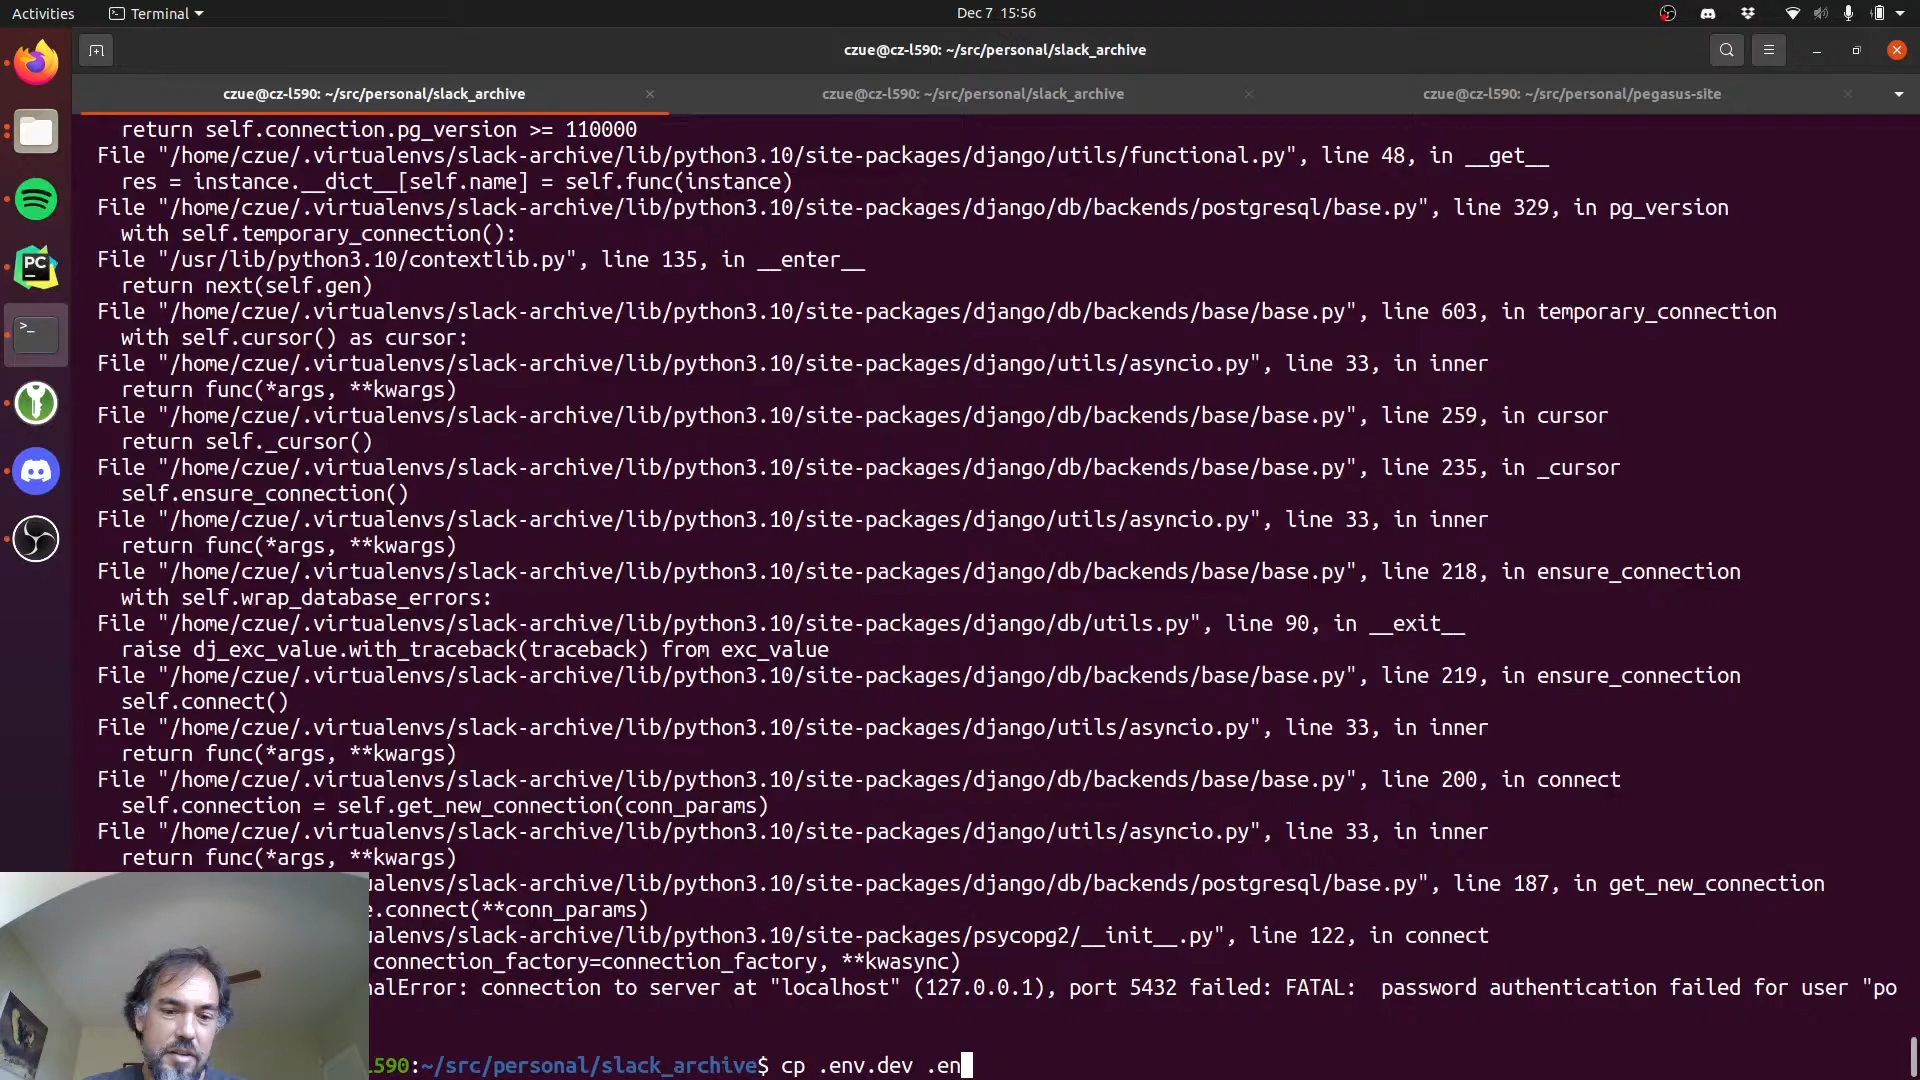 Activities
Terminal
Dec 7 15:56
czue@cz-l590: ~/src/personal/slack_archive
czue@cz-l590: ~/src/personal/slack_archive
czue@cz-l590: ~/src/personal/slack_archive
czue@cz-l590: ~/src/personal/pegasus-site
return self.connection.pg_version >= 110000
File "/home/czue/.virtualenvs/slack-archive/lib/python3.10/site-packages/django/utils/functional.py", line 48, in __get__
res = instance.__dict__[self.name] = self.func(instance)
File "/home/czue/.virtualenvs/slack-archive/lib/python3.10/site-packages/django/db/backends/postgresql/base.py", line 329, in pg_version
with self.temporary_connection():
File "/usr/lib/python3.10/contextlib.py", line 135, in __enter__
return next(self.gen)
File "/home/czue/.virtualenvs/slack-archive/lib/python3.10/site-packages/django/db/backends/base/base.py", line 603, in temporary_connection
with self.cursor() as cursor:
File "/home/czue/.virtualenvs/slack-archive/lib/python3.10/site-packages/django/utils/asyncio.py", line 33, in inner
return func(*args, **kwargs)
File "/home/czue/.virtualenvs/slack-archive/lib/python3.10/site-packages/django/db/backends/base/base.py", line 259, in cursor
return self._cursor()
File "/home/czue/.virtualenvs/slack-archive/lib/python3.10/site-packages/django/db/backends/base/base.py", line 235, in _cursor
self.ensure_connection()
File "/home/czue/.virtualenvs/slack-archive/lib/python3.10/site-packages/django/utils/asyncio.py", line 33, in inner
return func(*args, **kwargs)
File "/home/czue/.virtualenvs/slack-archive/lib/python3.10/site-packages/django/db/backends/base/base.py", line 218, in ensure_connection
with self.wrap_database_errors:
File "/home/czue/.virtualenvs/slack-archive/lib/python3.10/site-packages/django/db/utils.py", line 90, in __exit__
raise dj_exc_value.with_traceback(traceback) from exc_value
File "/home/czue/.virtualenvs/slack-archive/lib/python3.10/site-packages/django/db/backends/base/base.py", line 219, in ensure_connection
self.connect()
File "/home/czue/.virtualenvs/slack-archive/lib/python3.10/site-packages/django/utils/asyncio.py", line 33, in inner
return func(*args, **kwargs)
File "/home/czue/.virtualenvs/slack-archive/lib/python3.10/site-packages/django/db/backends/base/base.py", line 200, in connect
self.connection = self.get_new_connection(conn_params)
File "/home/czue/.virtualenvs/slack-archive/lib/python3.10/site-packages/django/utils/asyncio.py", line 33, in inner
return func(*args, **kwargs)
ualenvs/slack-archive/lib/python3.10/site-packages/django/db/backends/postgresql/base.py", line 187, in get_new_connection
e.connect(**conn_params)
ualenvs/slack-archive/lib/python3.10/site-packages/psycopg2/__init__.py", line 122, in connect
connection_factory=connection_factory, **kwasync)
nalError: connection to server at "localhost" (127.0.0.1), port 5432 failed: FATAL:  password authentication failed for user "po
l590:~/src/personal/slack_archive$ cp .env.dev .en